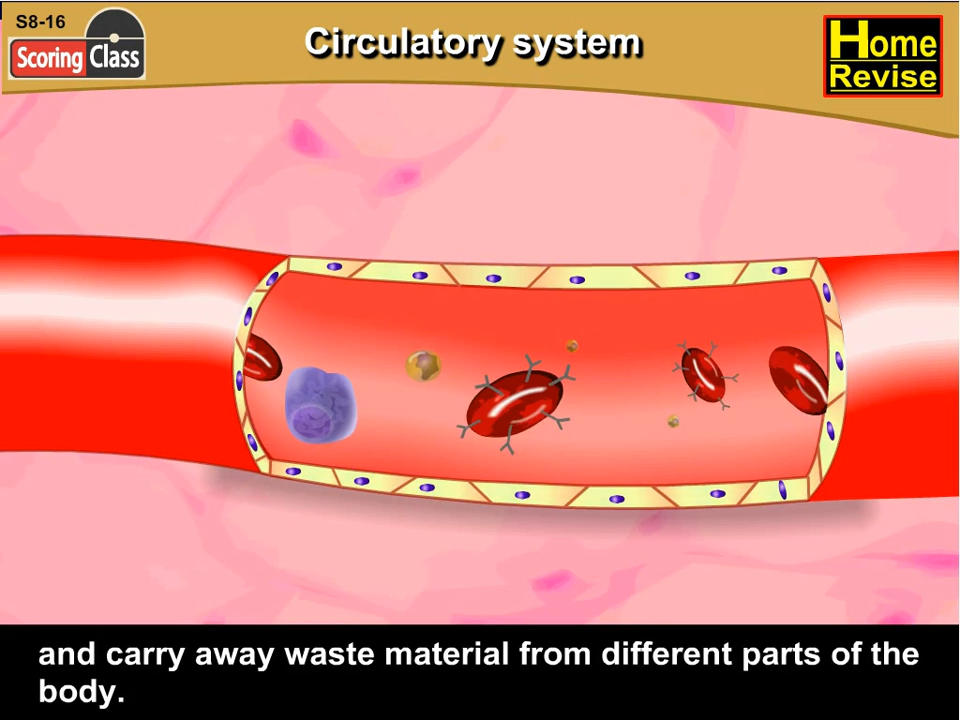 S8-16
Scoring Class
Circulatory system
Home
Revise
and carry away waste material from different parts of the
body.